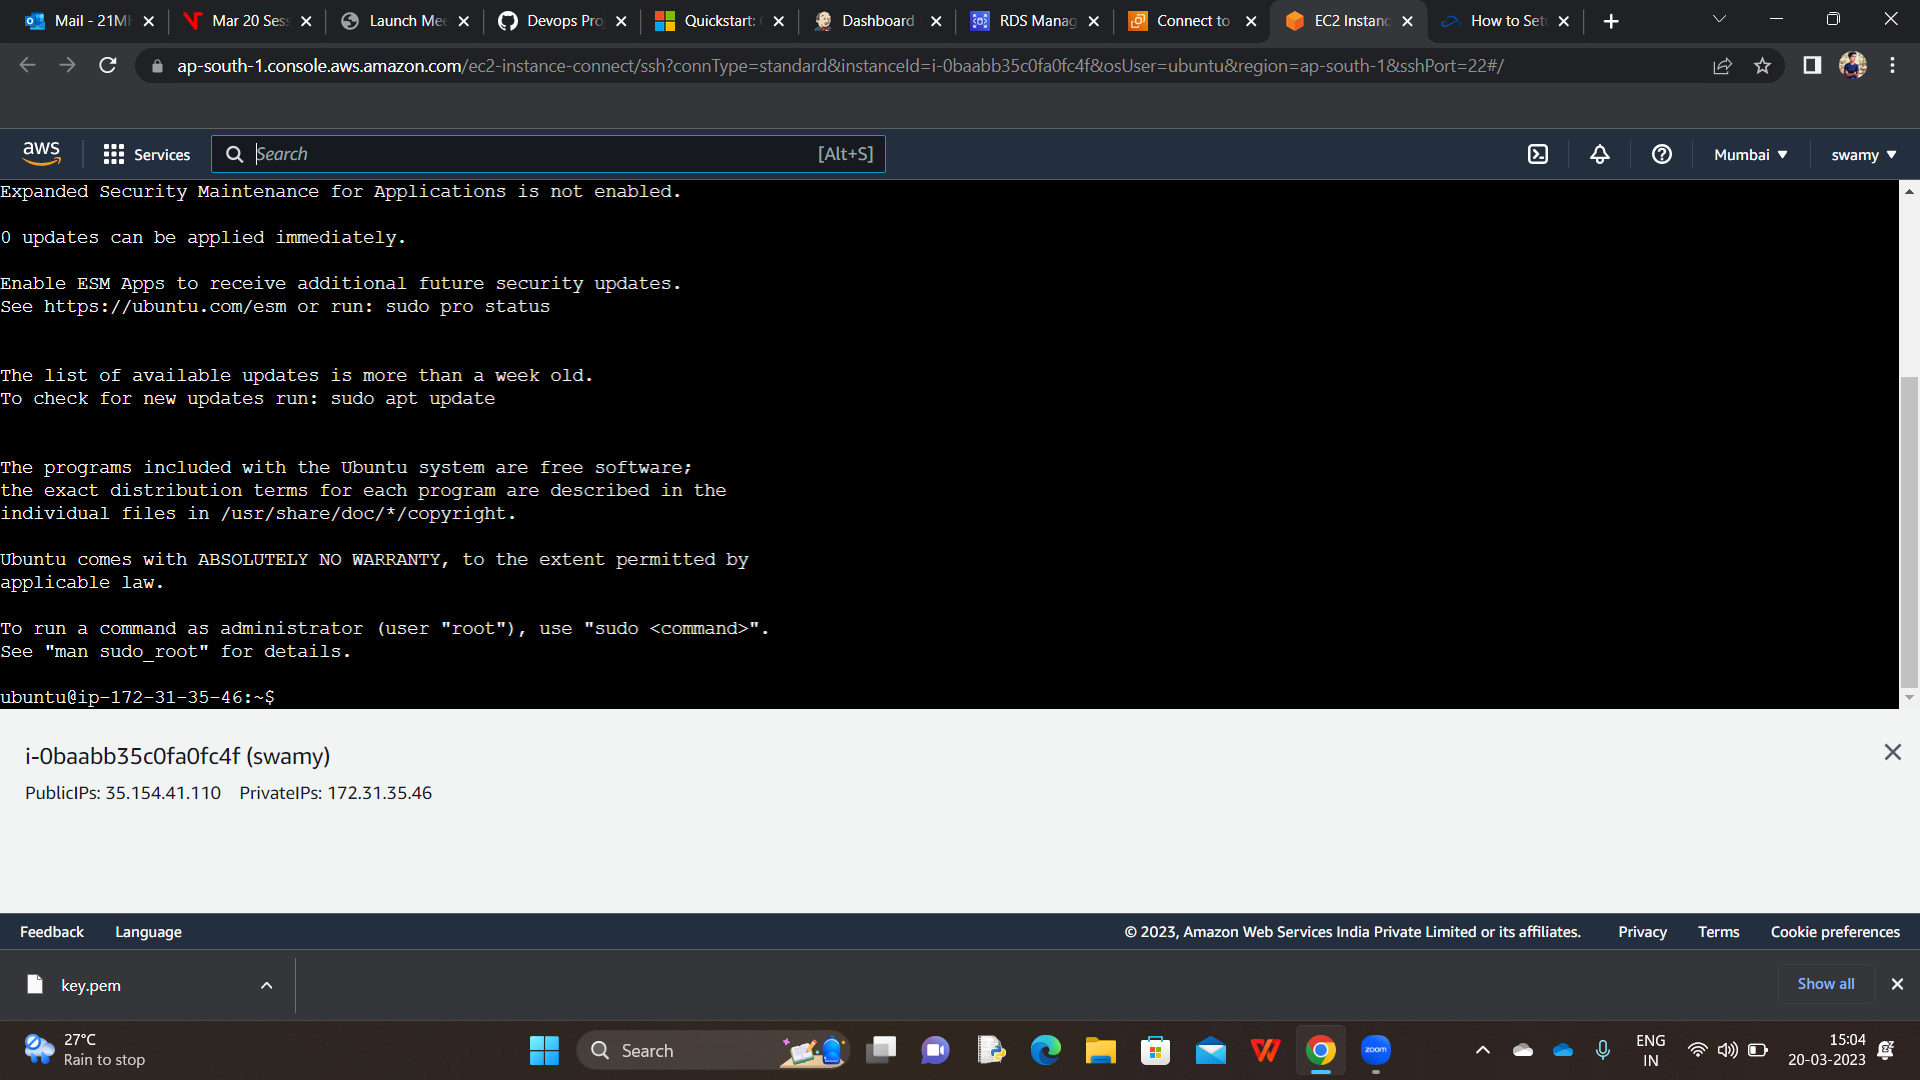 Mail - 21MH
Mar 20 Sess
Launch Mee
Devops Pro
Quickstart:
Dashboard
RDS Manag
Connect to
EC2 Instanc
How to Setu
ap-south-1.console.aws.amazon.com/ec2-instance-connect/ssh?connType=standard&instanceId=i-0baabb35c0fa0fc4f&osUser=ubuntu&region=ap-south-1&sshPort=22#/
aws
Services
Search
[Alt+S]
Mumbai
swamy
Expanded Security Maintenance for Applications is not enabled.
0 updates can be applied immediately.
Enable ESM Apps to receive additional future security updates.
See https://ubuntu.com/esm or run: sudo pro status
The list of available updates is more than a week old.
To check for new updates run: sudo apt update
The programs included with the Ubuntu system are free software;
the exact distribution terms for each program are described in the
individual files in /usr/share/doc/*/copyright.
Ubuntu comes with ABSOLUTELY NO WARRANTY, to the extent permitted by
applicable law.
To run a command as administrator (user "root"), use "sudo <command>".
See "man sudo_root" for details.
ubuntu@ip-172-31-35-46:~$
i-0baabb35c0fa0fc4f (swamy)
PublicIPs: 35.154.41.110 PrivateIPs: 172.31.35.46
Feedback
Language
© 2023, Amazon Web Services India Private Limited or its affiliates.
Privacy
Terms
Cookie preferences
key.pem
Show all
27°C
Rain to stop
Search
zoom
ENG
IN
15:04
20-03-2023